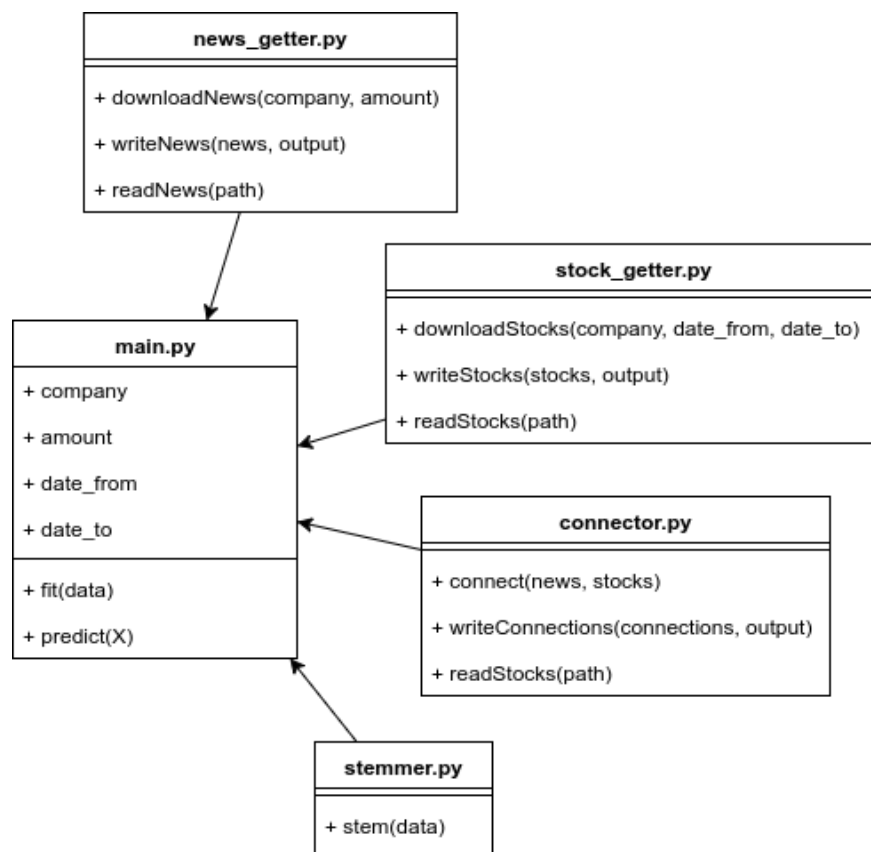 news_getter.py
+ downloadNews(company, amount)
+ writeNews(news, output)
+ readNews(path)
stock_getter.py
+ downloadStocks(company, date_from, date_to)
+ writeStocks(stocks, output)
+ readStocks(path)
main.py
+ company
+ amount
+ date_from
+ date_to
+ fit(data)
+ predict(X)
connector.py
+ connect(news, stocks)
+ writeConnections(connections, output)
+ readStocks(path)
stemmer.py
+ stem(data)